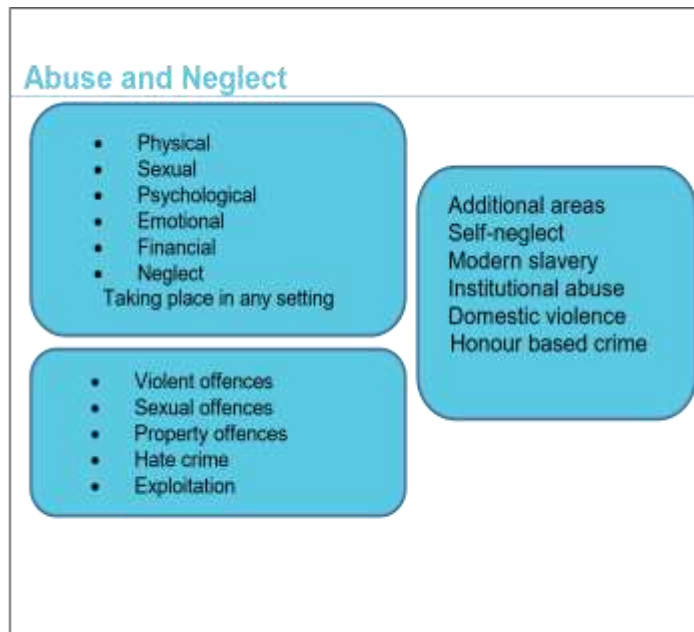 Abuse and Neglect
• Physical
• Sexual
• Psychological
• Emotional
• Financial
• Neglect
Taking place in any setting
• Violent offences
• Sexual offences
• Property offences
• Hate crime
• Exploitation
Additional areas
Self-neglect
Modern slavery
Institutional abuse
Domestic violence
Honour based crime